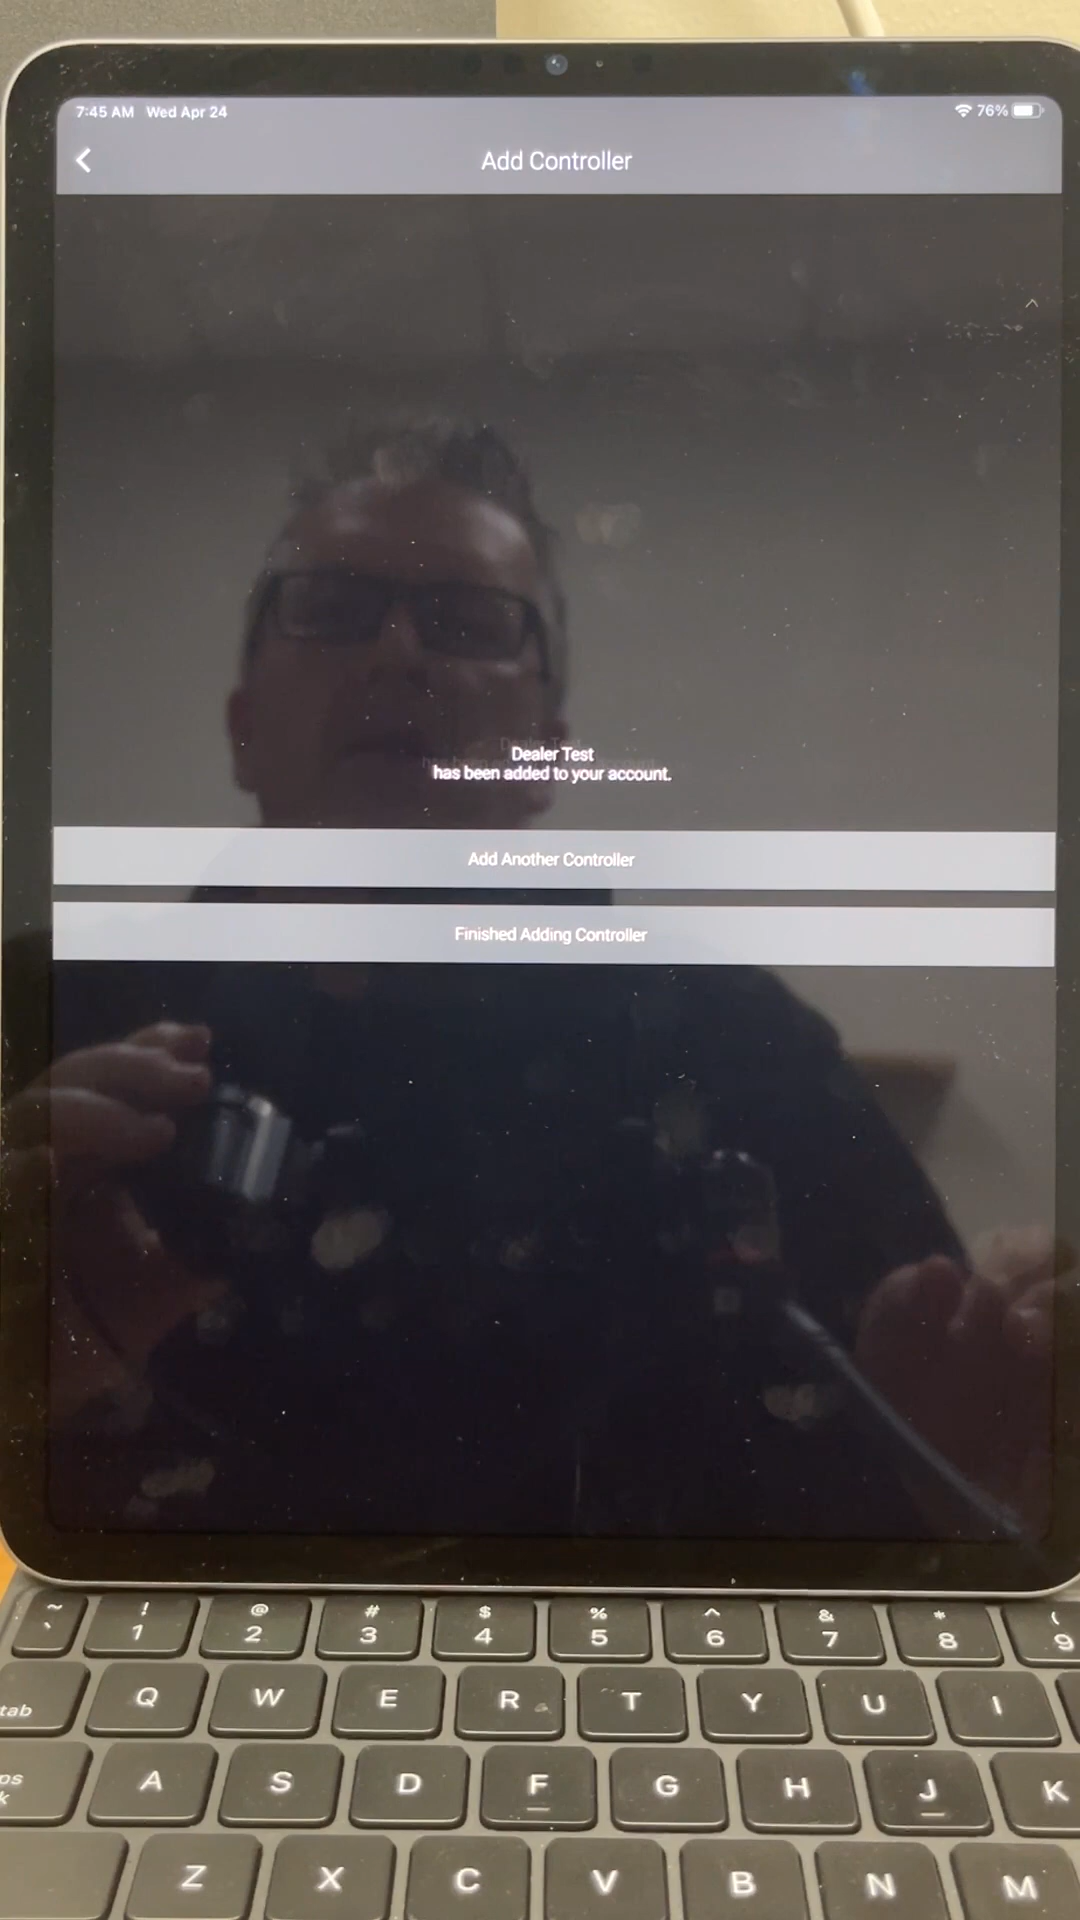 7:45 AM Wed Apr 24
76%
Add Controller
Dealer Test
has been added to your account.
Add Another Controller
Finished Adding Controller
~ ! @ # $ % ^ & * (
` 1 2 3 4 5 6 7 8 9
tab Q W E R T Y U I
A S D F G H J K
Z X C V B N M